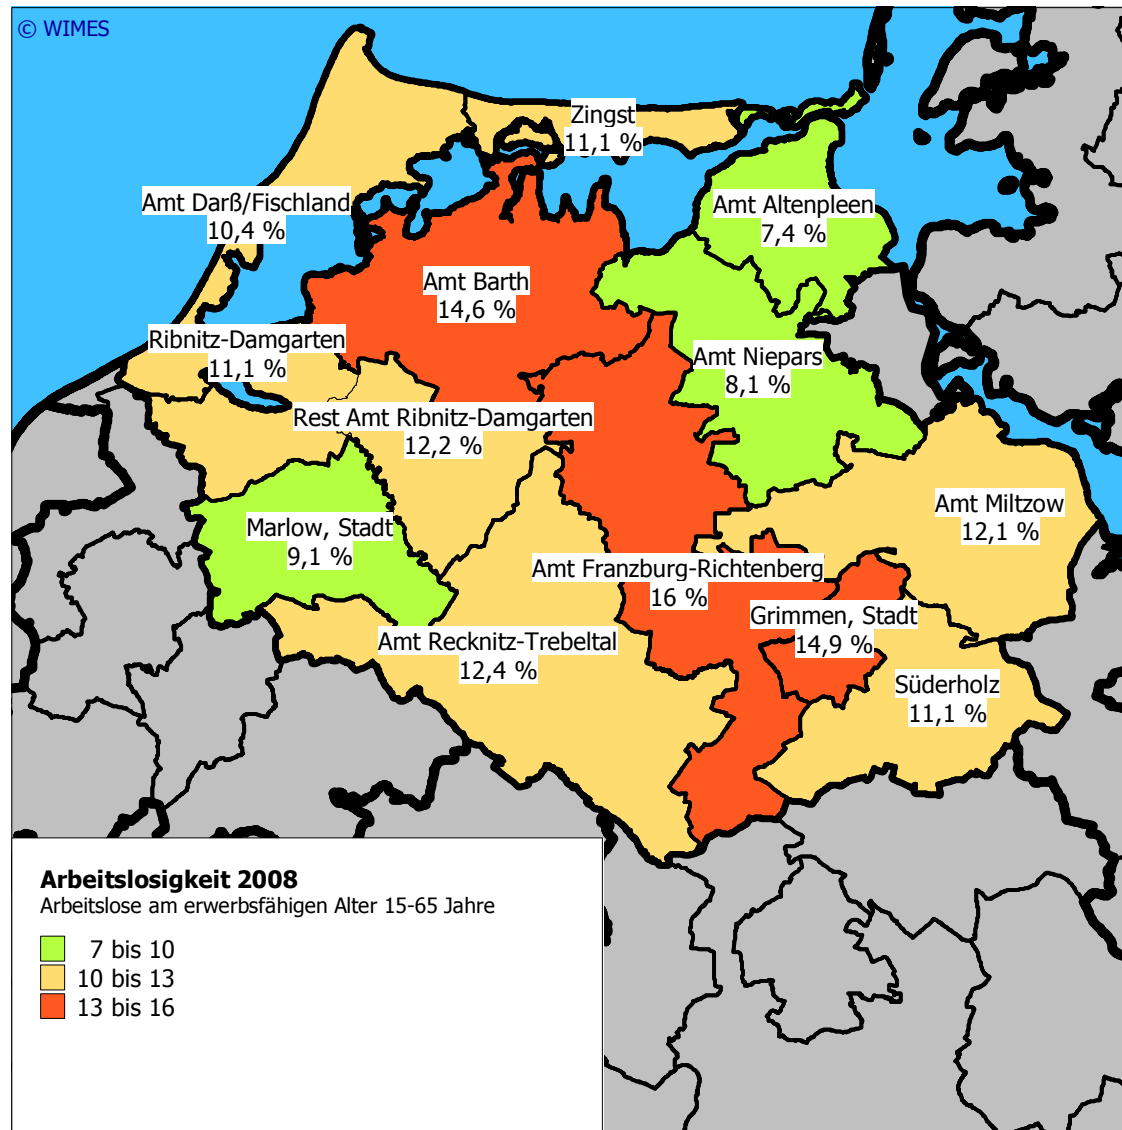 © WIMES
Zingst
11,1 %
Amt Darß/Fischland
10,4 %
Amt Altenpleen
7,4 %
Amt Barth
14,6 %
Ribnitz-Damgarten
11,1 %
Amt Niepars
8,1 %
Rest Amt Ribnitz-Damgarten
12,2 %
Amt Miltzow
12,1 %
Marlow, Stadt
9,1 %
Amt Franzburg-Richtenberg
16 %
Grimmen, Stadt
14,9 %
Amt Recknitz-Trebeltal
12,4 %
Süderholz
11,1 %
Arbeitslosigkeit 2008
Arbeitslose am erwerbsfähigen Alter 15-65 Jahre
7 bis 10
10 bis 13
13 bis 16